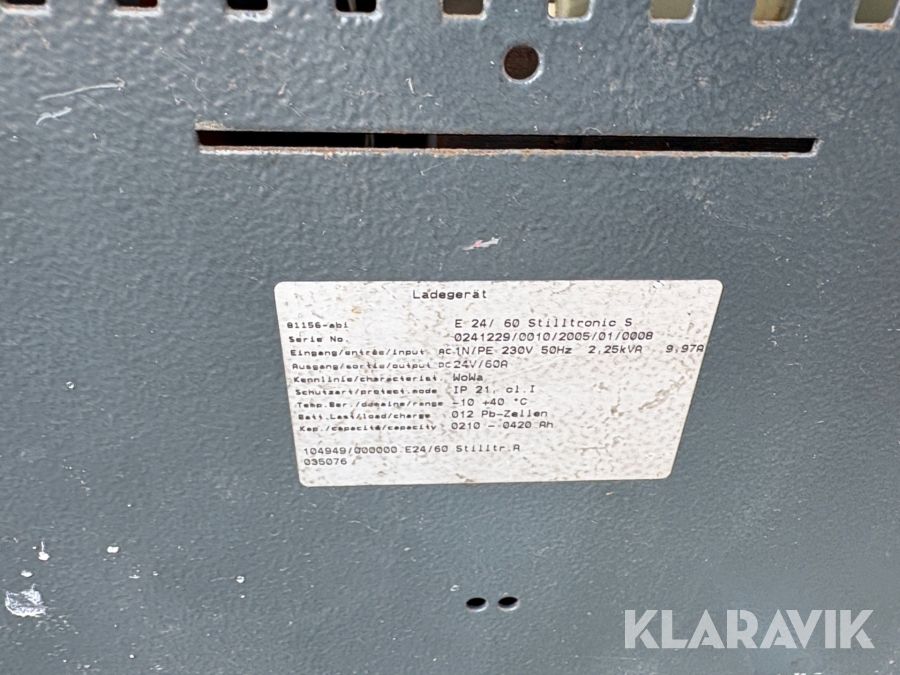 Ladegerät
81156-abi E 24/ 60 Stilltronic S
Serie No. 0241229/0010/2005/01/0008
Eingang/entrée/input AC 1N/PE 230V 50Hz 2,25kVA 9,97A
Ausgang/sortie/output DC 24V/60A
Kennlinie/characterist. WoWa
Schutzart/protect.mode IP 21, cl.I
Temp.Ber./domaine/range -10 +40 °C
Batt.Last/load/charge 012 Pb-Zellen
Kap./capacité/capacity 0210 - 0420 Ah
104949/000000 E24/60 Stilltr.A
035076
KLARAVIK